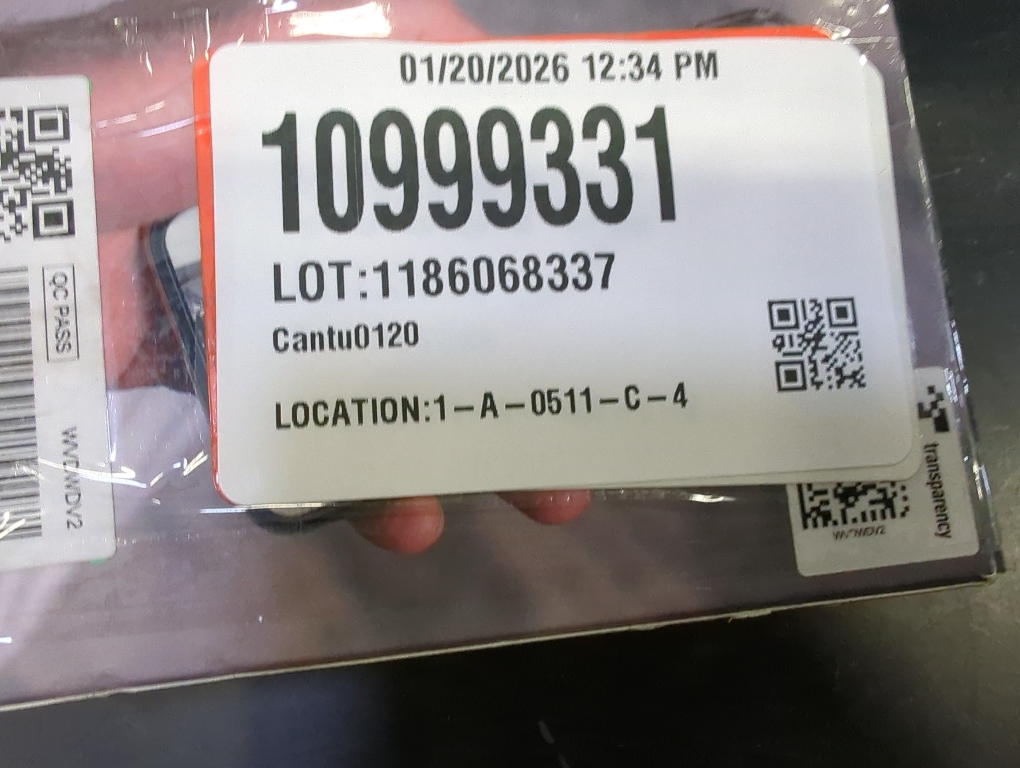 01/20/2026 12:34 PM
10999331
LOT:1186068337
Cantu0120
LOCATION:1-A-0511-C-4
QC PASS
transparency